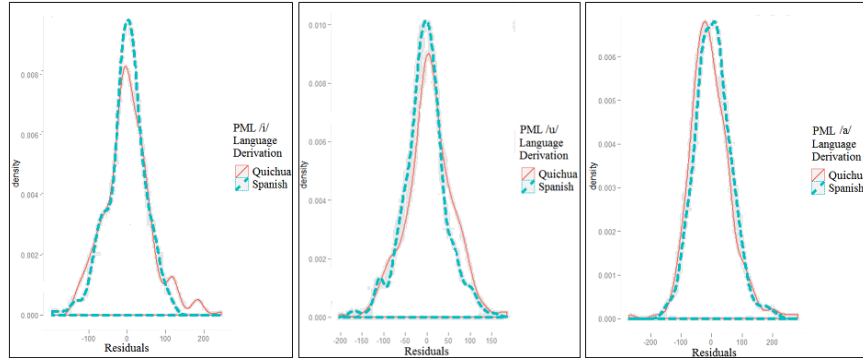 0.008
0.006
0.004
0.002
0.000
density
-100
0
100
200
Residuals
PML /i/
Language
Derivation
Quichua
Spanish
0.010
0.008
0.006
0.004
0.002
0.000
density
-200
-150
-100
-50
0
50
100
150
Residuals
PML /u/
Language
Derivation
Quichua
Spanish
0.006
0.005
0.004
0.003
0.002
0.001
0.000
density
-200
-100
0
100
200
Residuals
PML /a/
Language
Derivation
Quichua
Spanish